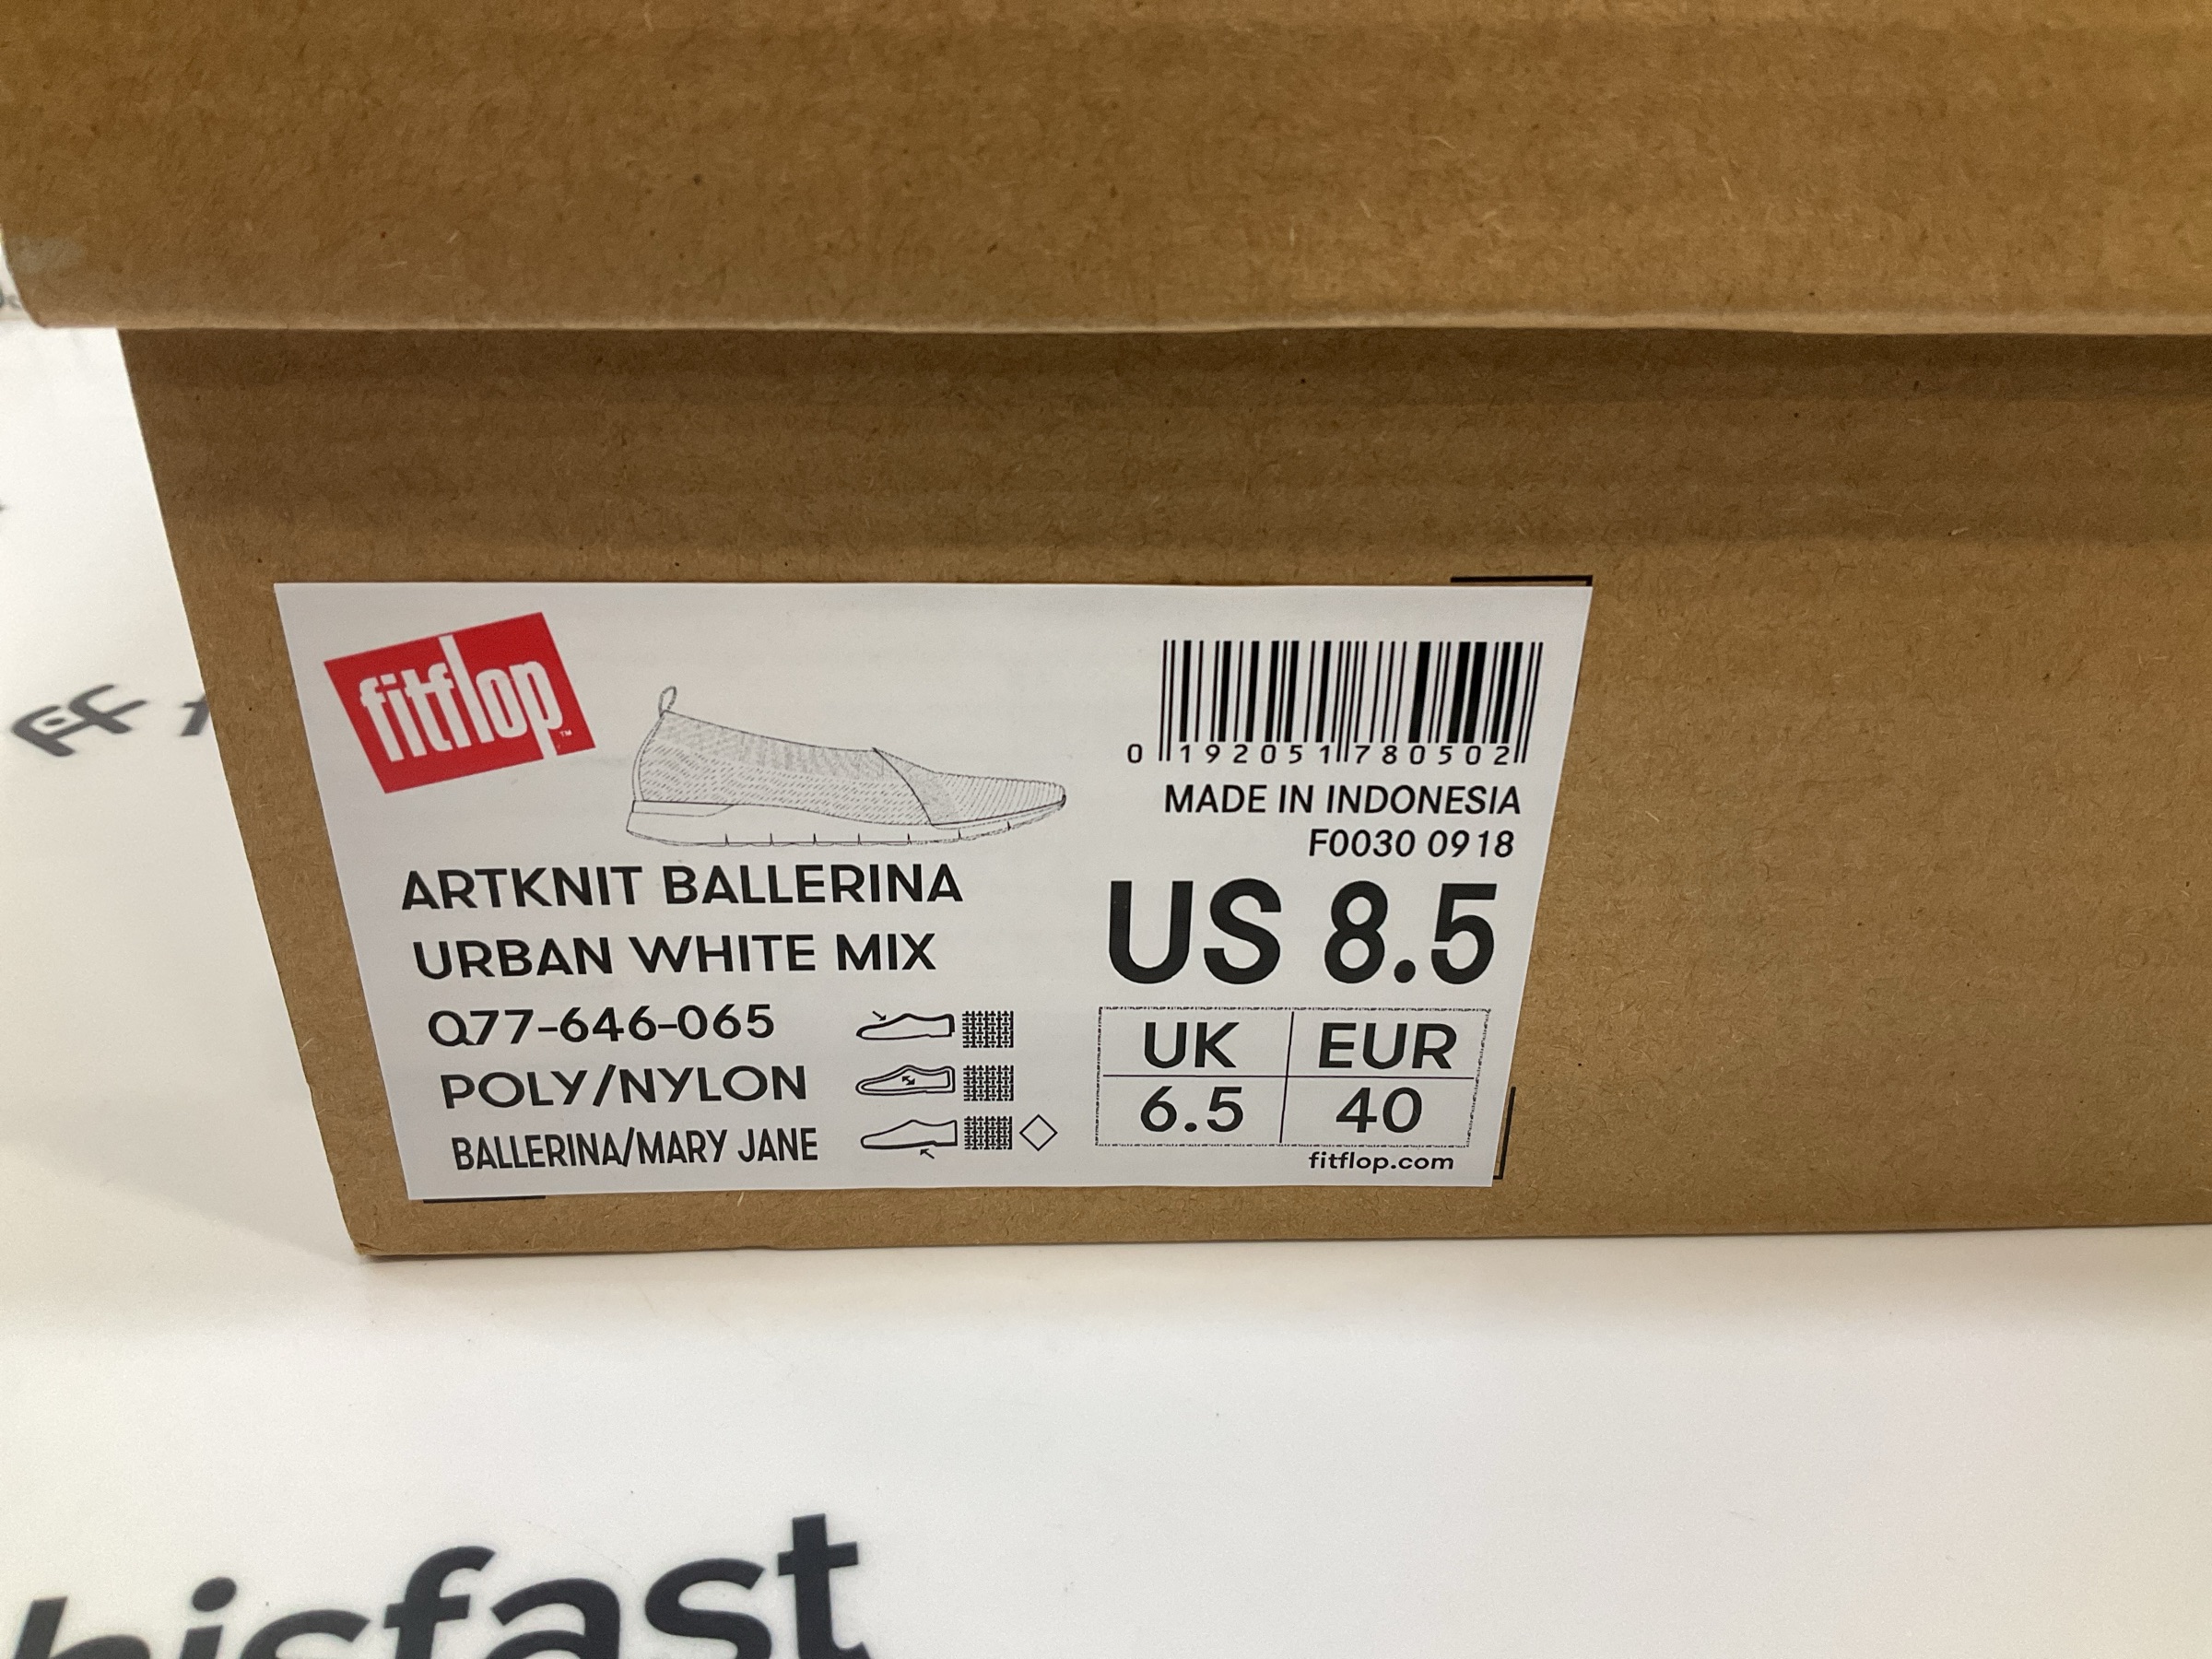 fitflop™
ARTKNIT BALLERINA
URBAN WHITE MIX
Q77-646-065
POLY/NYLON
BALLERINA/MARY JANE
0 192051 780502
MADE IN INDONESIA
F0030 0918
US 8.5
UK EUR
6.5 40
fitflop.com
hisfast